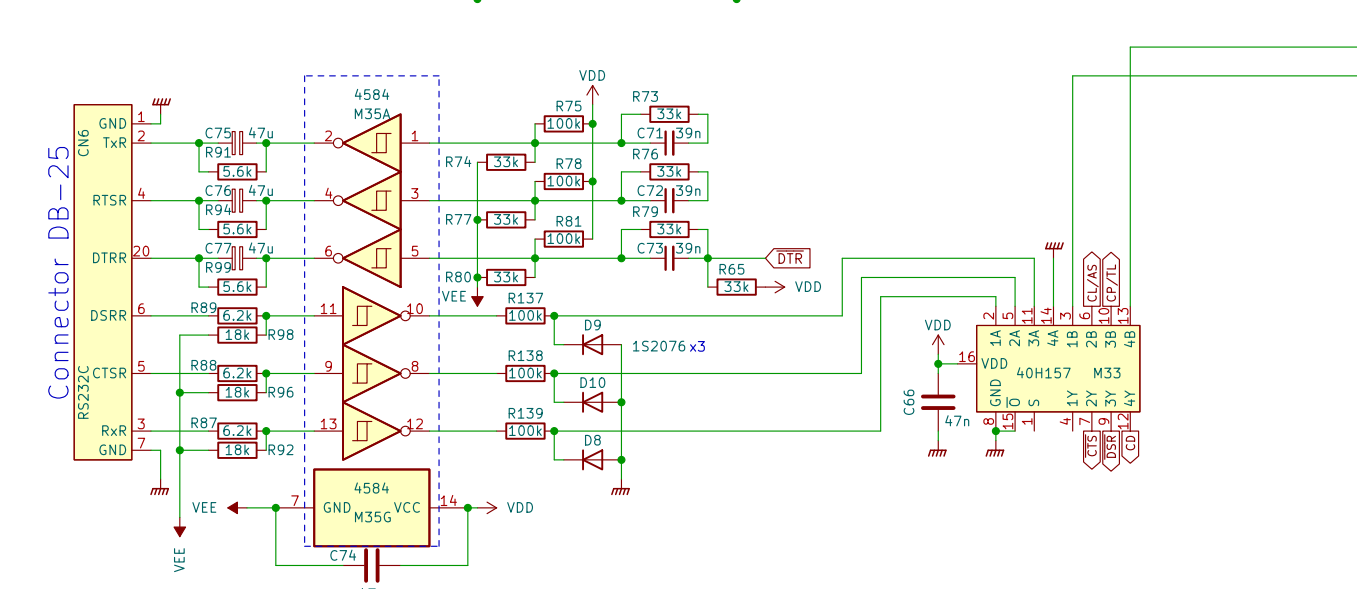 Connector DB-25
CN6
RS232C
GND 1
TxR 2
RTSR 4
DTRR 20
DSRR 6
CTSR 5
RxR 3
GND 7
C75 47u
R91
5.6k
C76 47u
R94
5.6k
C77 47u
R99
5.6k
R89
6.2k
18k R98
R88
6.2k
18k R96
R87
6.2k
18k R92
VEE
4584
M35A
2 1
4 3
6 5
11 10
9 8
13 12
4584
M35G
GND VCC
7 14
VEE
VDD
C74
VDD
R75
100k
R74 33k
R78
100k
R77 33k
R81
100k
R80 33k
VEE
R73
33k
C71 39n
R76
33k
C72 39n
R79
33k
C73 39n
DTR
R65
33k
VDD
R137
100k
R138
100k
R139
100k
D9
1S2076 x3
D10
D8
VDD
C66
47n
CL/AS
CP/TL
2 5 11 14 3 6 10 13
1A 2A 3A 4A 1B 2B 3B 4B
16 VDD
40H157 M33
GND O S 1Y 2Y 3Y 4Y
8 15 1 4 7 9 12
CTS
DSR
CD